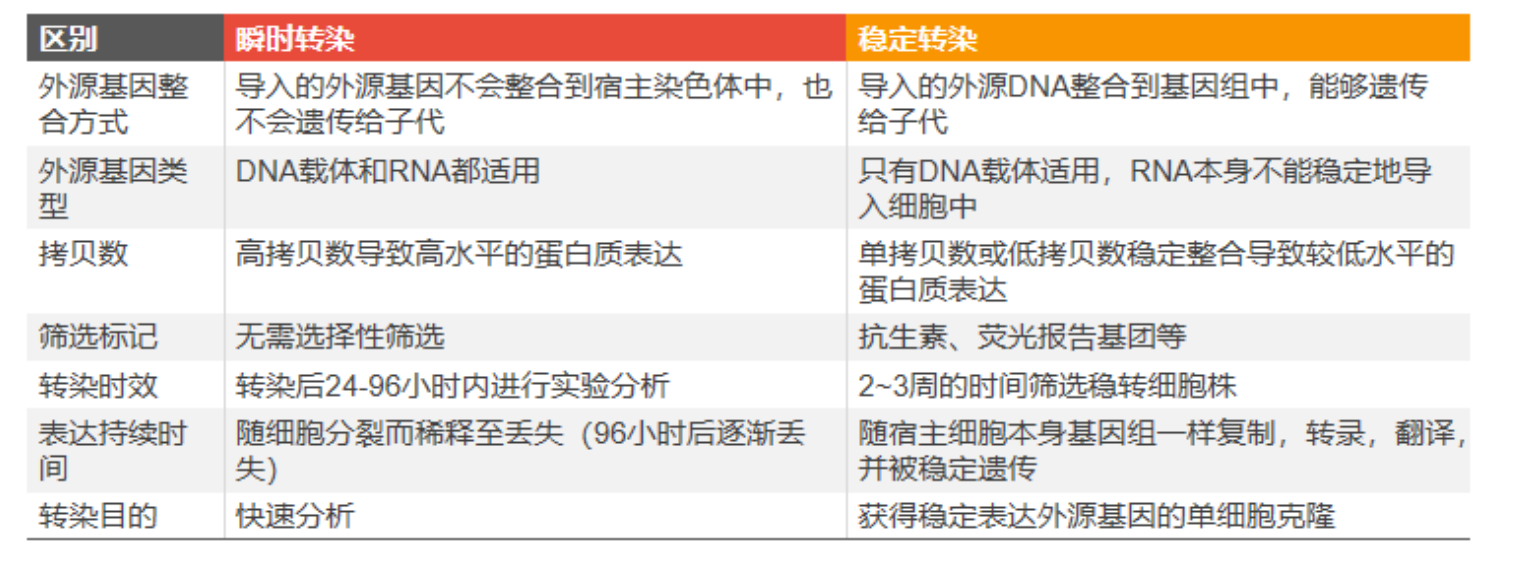 区别 瞬时转染 稳定转染
外源基因整 导入的外源基因不会整合到宿主染色体中，也 导入的外源DNA整合到基因组中，能够遗传
合方式 不会遗传给子代 给子代
外源基因类 DNA载体和RNA都适用 只有DNA载体适用，RNA本身不能稳定地导
型 入细胞中
拷贝数 高拷贝数导致高水平的蛋白质表达 单拷贝数或低拷贝数稳定整合导致较低水平的
蛋白质表达
筛选标记 无需选择性筛选 抗生素、荧光报告基团等
转染时效 转染后24-96小时内进行实验分析 2~3周的时间筛选稳转细胞株
表达持续时 随细胞分裂而稀释至丢失（96小时后逐渐丢 随宿主细胞本身基因组一样复制，转录，翻译，
间 失） 并被稳定遗传
转染目的 快速分析 获得稳定表达外源基因的单细胞克隆